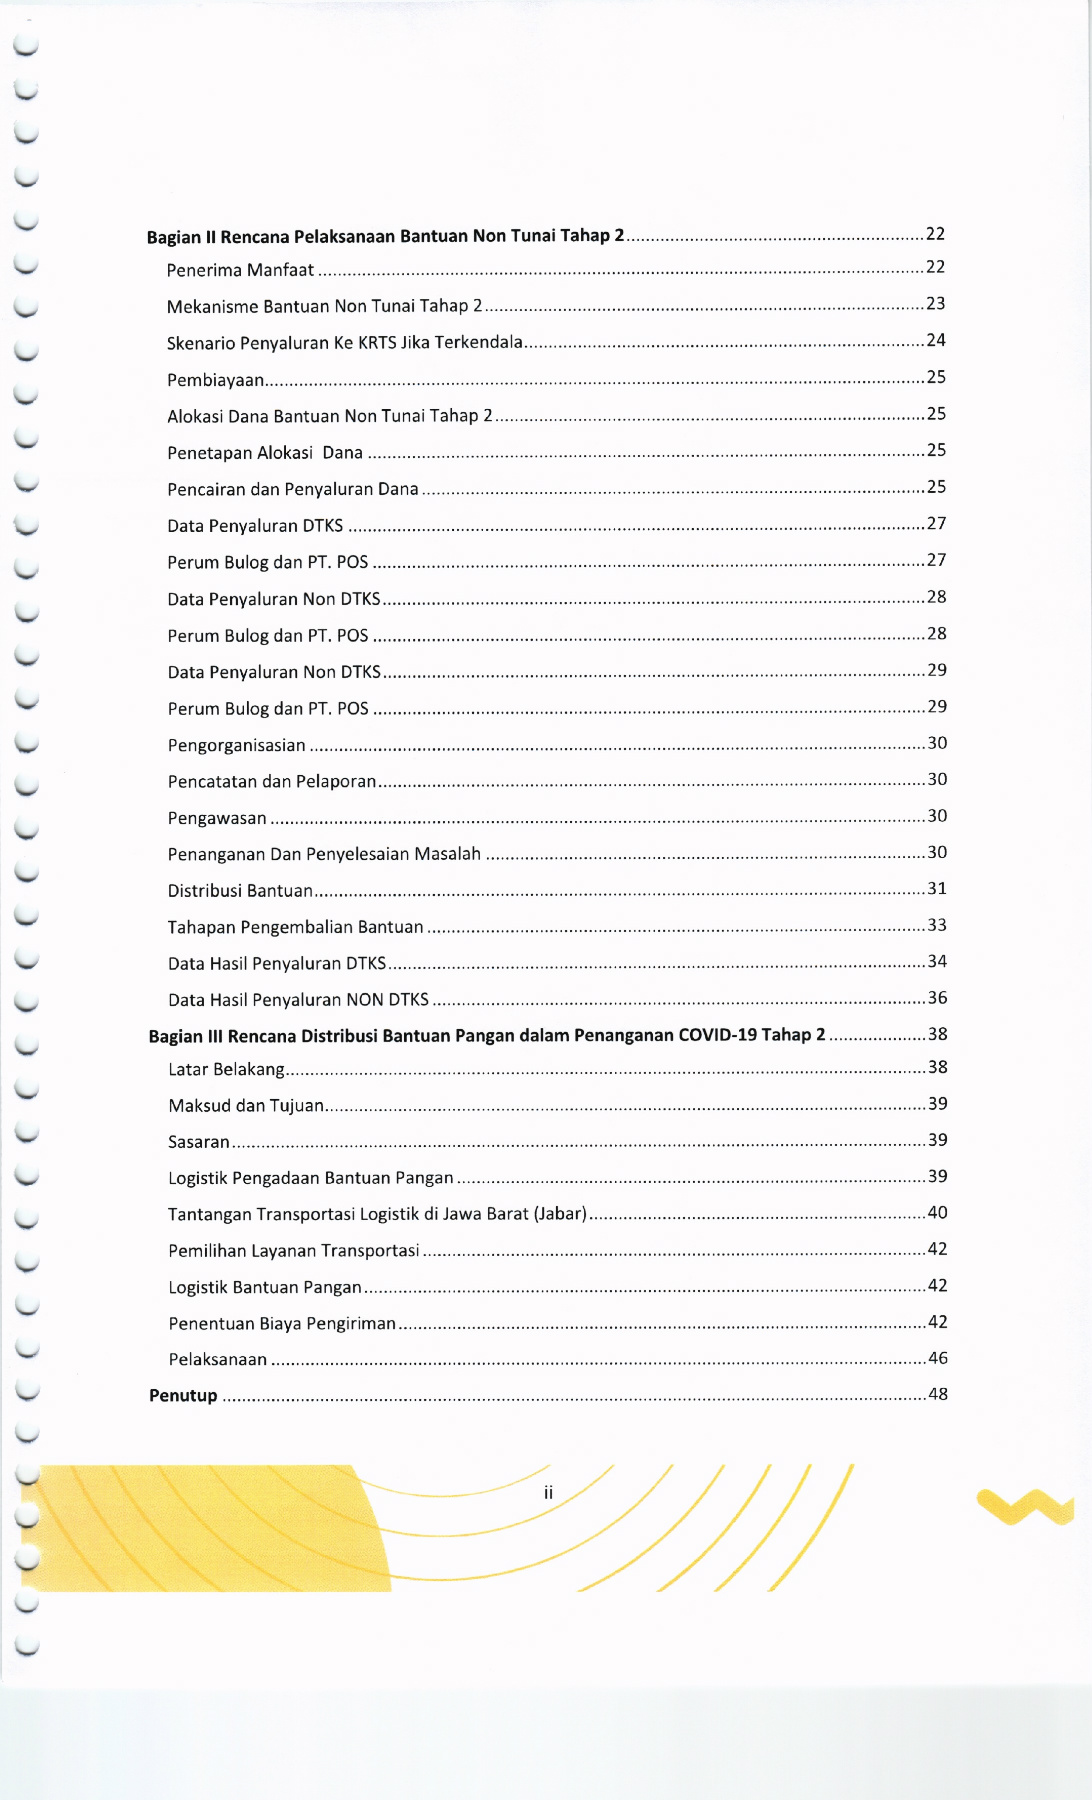 Bagian II Rencana Pelaksanaan Bantuan Non Tunai Tahap 2 22
Penerima Manfaat 22
Mekanisme Bantuan Non Tunai Tahap 2 23
Skenario Penyaluran Ke KRTS Jika Terkendala 24
Pembiayaan 25
Alokasi Dana Bantuan Non Tunai Tahap 2 25
Penetapan Alokasi Dana 25
Pencairan dan Penyaluran Dana 25
Data Penyaluran DTKS 27
Perum Bulog dan PT. POS 27
Data Penyaluran Non DTKS 28
Perum Bulog dan PT. POS 28
Data Penyaluran Non DTKS 29
Perum Bulog dan PT. POS 29
Pengorganisasian 30
Pencatatan dan Pelaporan 30
Pengawasan 30
Penanganan Dan Penyelesaian Masalah 30
Distribusi Bantuan 31
Tahapan Pengembalian Bantuan 33
Data Hasil Penyaluran DTKS 34
Data Hasil Penyaluran NON DTKS 36
Bagian III Rencana Distribusi Bantuan Pangan dalam Penanganan COVID-19 Tahap 2 38
Latar Belakang 38
Maksud dan Tujuan 39
Sasaran 39
Logistik Pengadaan Bantuan Pangan 39
Tantangan Transportasi Logistik di Jawa Barat (Jabar) 40
Pemilihan Layanan Transportasi 42
Logistik Bantuan Pangan 42
Penentuan Biaya Pengiriman 42
Pelaksanaan 46
Penutup 48
ii